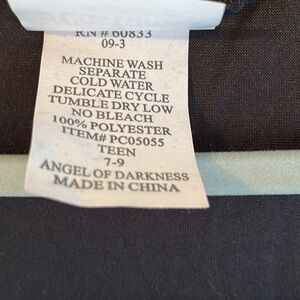 RN # 60833
09-3
MACHINE WASH
SEPARATE
COLD WATER
DELICATE CYCLE
TUMBLE DRY LOW
NO BLEACH
100% POLYESTER
ITEM# PC05055
TEEN
7-9
ANGEL OF DARKNESS
MADE IN CHINA